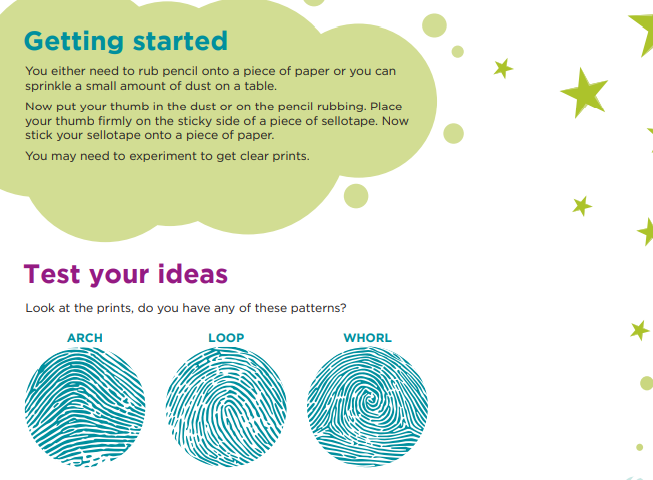 Getting started
You either need to rub pencil onto a piece of paper or you can
sprinkle a small amount of dust on a table.
Now put your thumb in the dust or on the pencil rubbing. Place
your thumb firmly on the sticky side of a piece of sellotape. Now
stick your sellotape onto a piece of paper.
You may need to experiment to get clear prints.
Test your ideas
Look at the prints, do you have any of these patterns?
ARCH LOOP WHORL